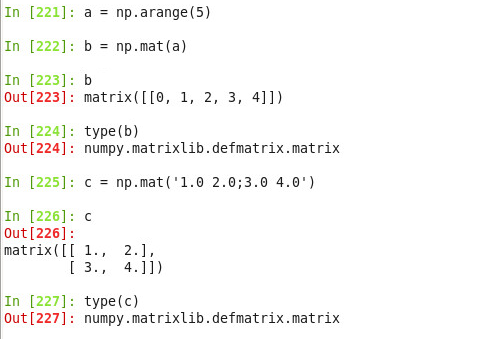 In [221]: a = np.arange(5)
In [222]: b = np.mat(a)
In [223]: b
Out[223]: matrix([[0, 1, 2, 3, 4]])
In [224]: type(b)
Out[224]: numpy.matrixlib.defmatrix.matrix
In [225]: c = np.mat('1.0 2.0;3.0 4.0')
In [226]: c
Out[226]:
matrix([[ 1.,  2.],
        [ 3.,  4.]])
In [227]: type(c)
Out[227]: numpy.matrixlib.defmatrix.matrix